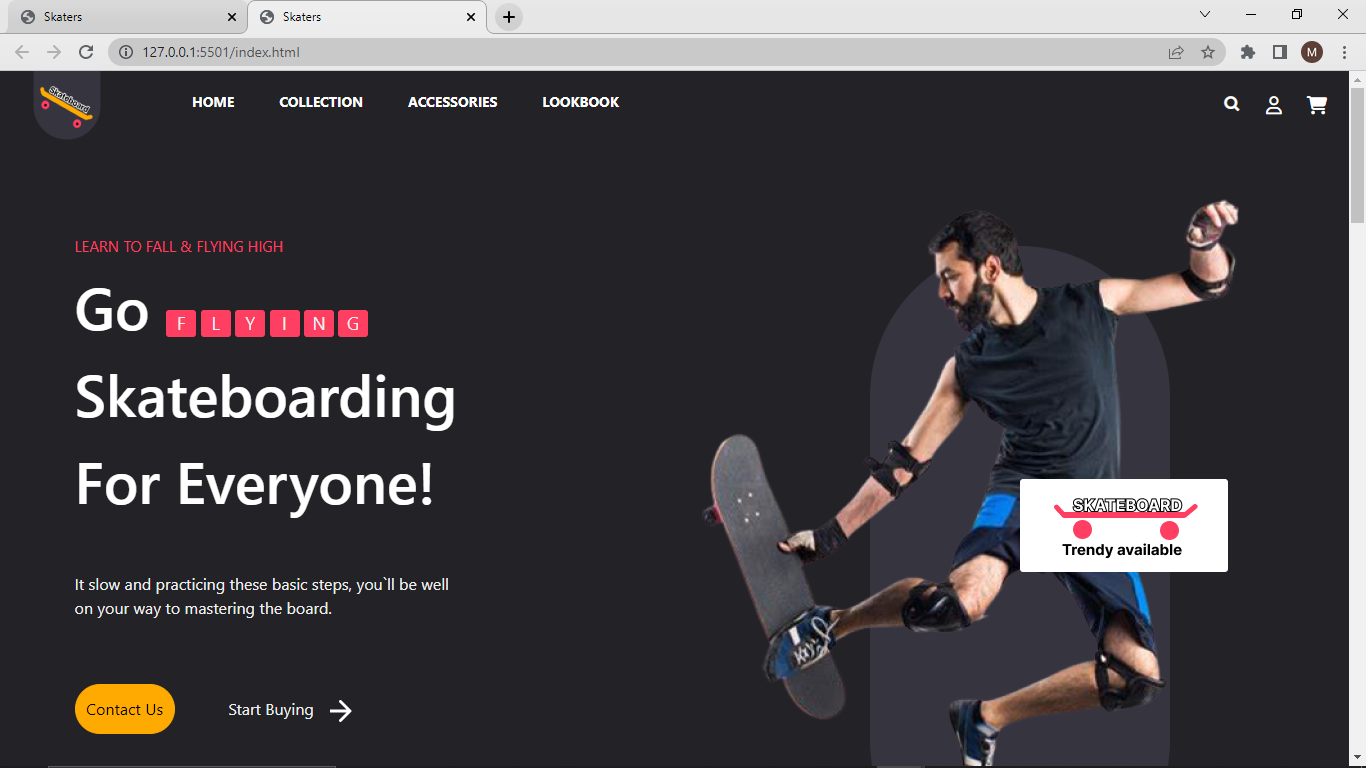 Skaters
Skaters
127.0.0.1:5501/index.html
M
Skateboard
HOME COLLECTION ACCESSORIES LOOKBOOK
LEARN TO FALL & FLYING HIGH
Go F L Y I N G
Skateboarding
For Everyone!
SKATEBOARD
Trendy available
It slow and practicing these basic steps, you`ll be well
on your way to mastering the board.
Contact Us Start Buying